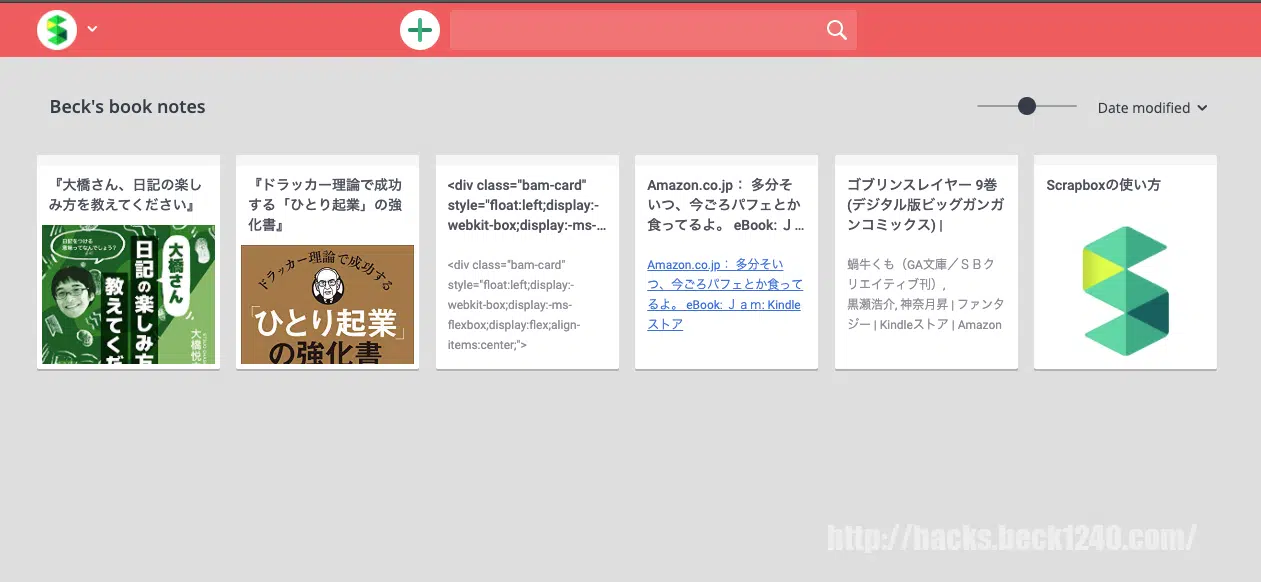 Beck's book notes
Date modified
『大橋さん、日記の楽し
み方を教えてください』
日記をつける
意味ってなんでしょう?
大橋さん
日記の楽しみ方
教えてくだ
大橋悦
『ドラッカー理論で成功
する「ひとり起業」の強
化書』
ドラッカー理論で成功する
「ひとり起業」
の強化書
<div class="bam-card"
style="float:left;display:-
webkit-box;display:-ms-...
<div class="bam-card"
style="float:left;display:-
webkit-box;display:-ms-
flexbox;display:flex;align-
items:center;">
Amazon.co.jp： 多分そ
いつ、今ごろパフェとか
食ってるよ。 eBook: Ｊ...
Amazon.co.jp： 多分そい
つ、今ごろパフェとか食って
るよ。 eBook: Ｊａｍ: Kindle
ストア
ゴブリンスレイヤー 9巻
(デジタル版ビッグガンガ
ンコミックス) |
蝸牛くも（GA文庫／ＳＢク
リエイティブ刊）,
黒瀬浩介, 神奈月昇 | ファンタ
ジー | Kindleストア | Amazon
Scrapboxの使い方
http://hacks.beck1240.com/